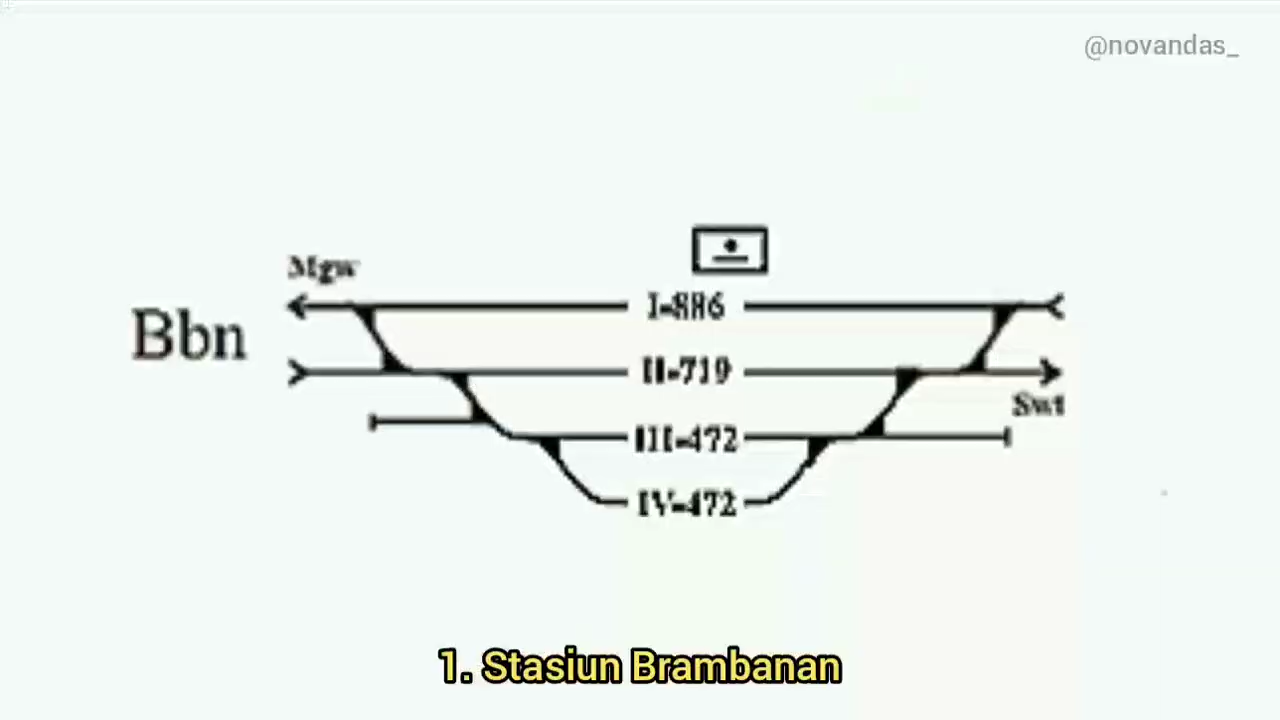 @novandas_
Mgw
I-886
Bbn
II-719
Swt
III-472
IV-472
1. Stasiun Brambanan